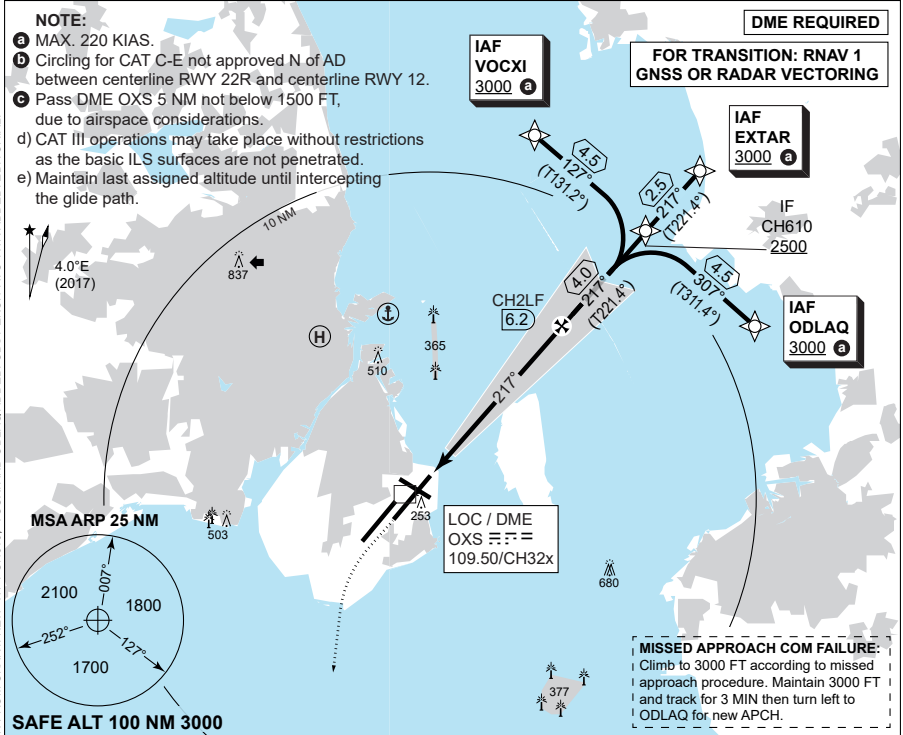 NOTE:
a MAX. 220 KIAS.
b Circling for CAT C-E not approved N of AD
between centerline RWY 22R and centerline RWY 12.
c Pass DME OXS 5 NM not below 1500 FT,
due to airspace considerations.
d) CAT III operations may take place without restrictions
as the basic ILS surfaces are not penetrated.
e) Maintain last assigned altitude until intercepting
the glide path.
DME REQUIRED
FOR TRANSITION: RNAV 1
GNSS OR RADAR VECTORING
IAF
VOCXI
3000 a
IAF
EXTAR
3000 a
4.5
127°
(T131.2°)
2.5
217°
(T221.4°)
IF
CH610
2500
4.5
307°
(T311.4°)
IAF
ODLAQ
3000 a
4.0
217°
(T221.4°)
10 NM
4.0°E
(2017)
837
CH2LF
6.2
H
365
510
217°
253
LOC / DME
OXS
109.50/CH32x
503
680
377
MSA ARP 25 NM
007°
2100
1800
252°
127°
1700
SAFE ALT 100 NM 3000
MISSED APPROACH COM FAILURE:
Climb to 3000 FT according to missed
approach procedure. Maintain 3000 FT
and track for 3 MIN then turn left to
ODLAQ for new APCH.